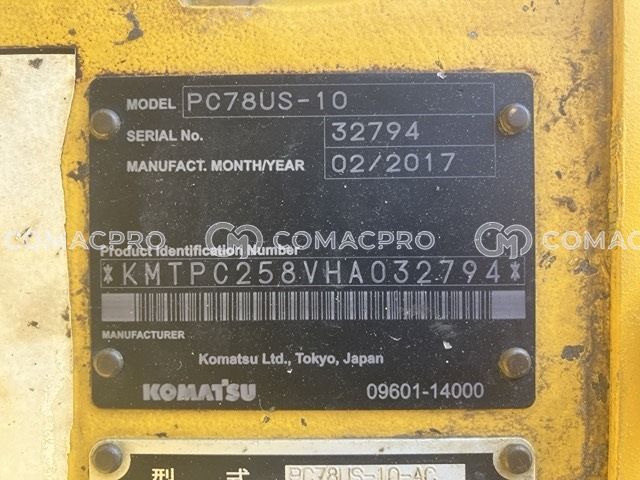 MODEL PC78US-10
SERIAL No. 32794
MANUFACT. MONTH/YEAR 02/2017
COMACPRO COMACPRO COMACPRO
Product Identification Number
*KMTPC258VHA032794*
MANUFACTURER
Komatsu Ltd., Tokyo, Japan
KOMATSU 09601-14000
型式 PC78US-10-AC